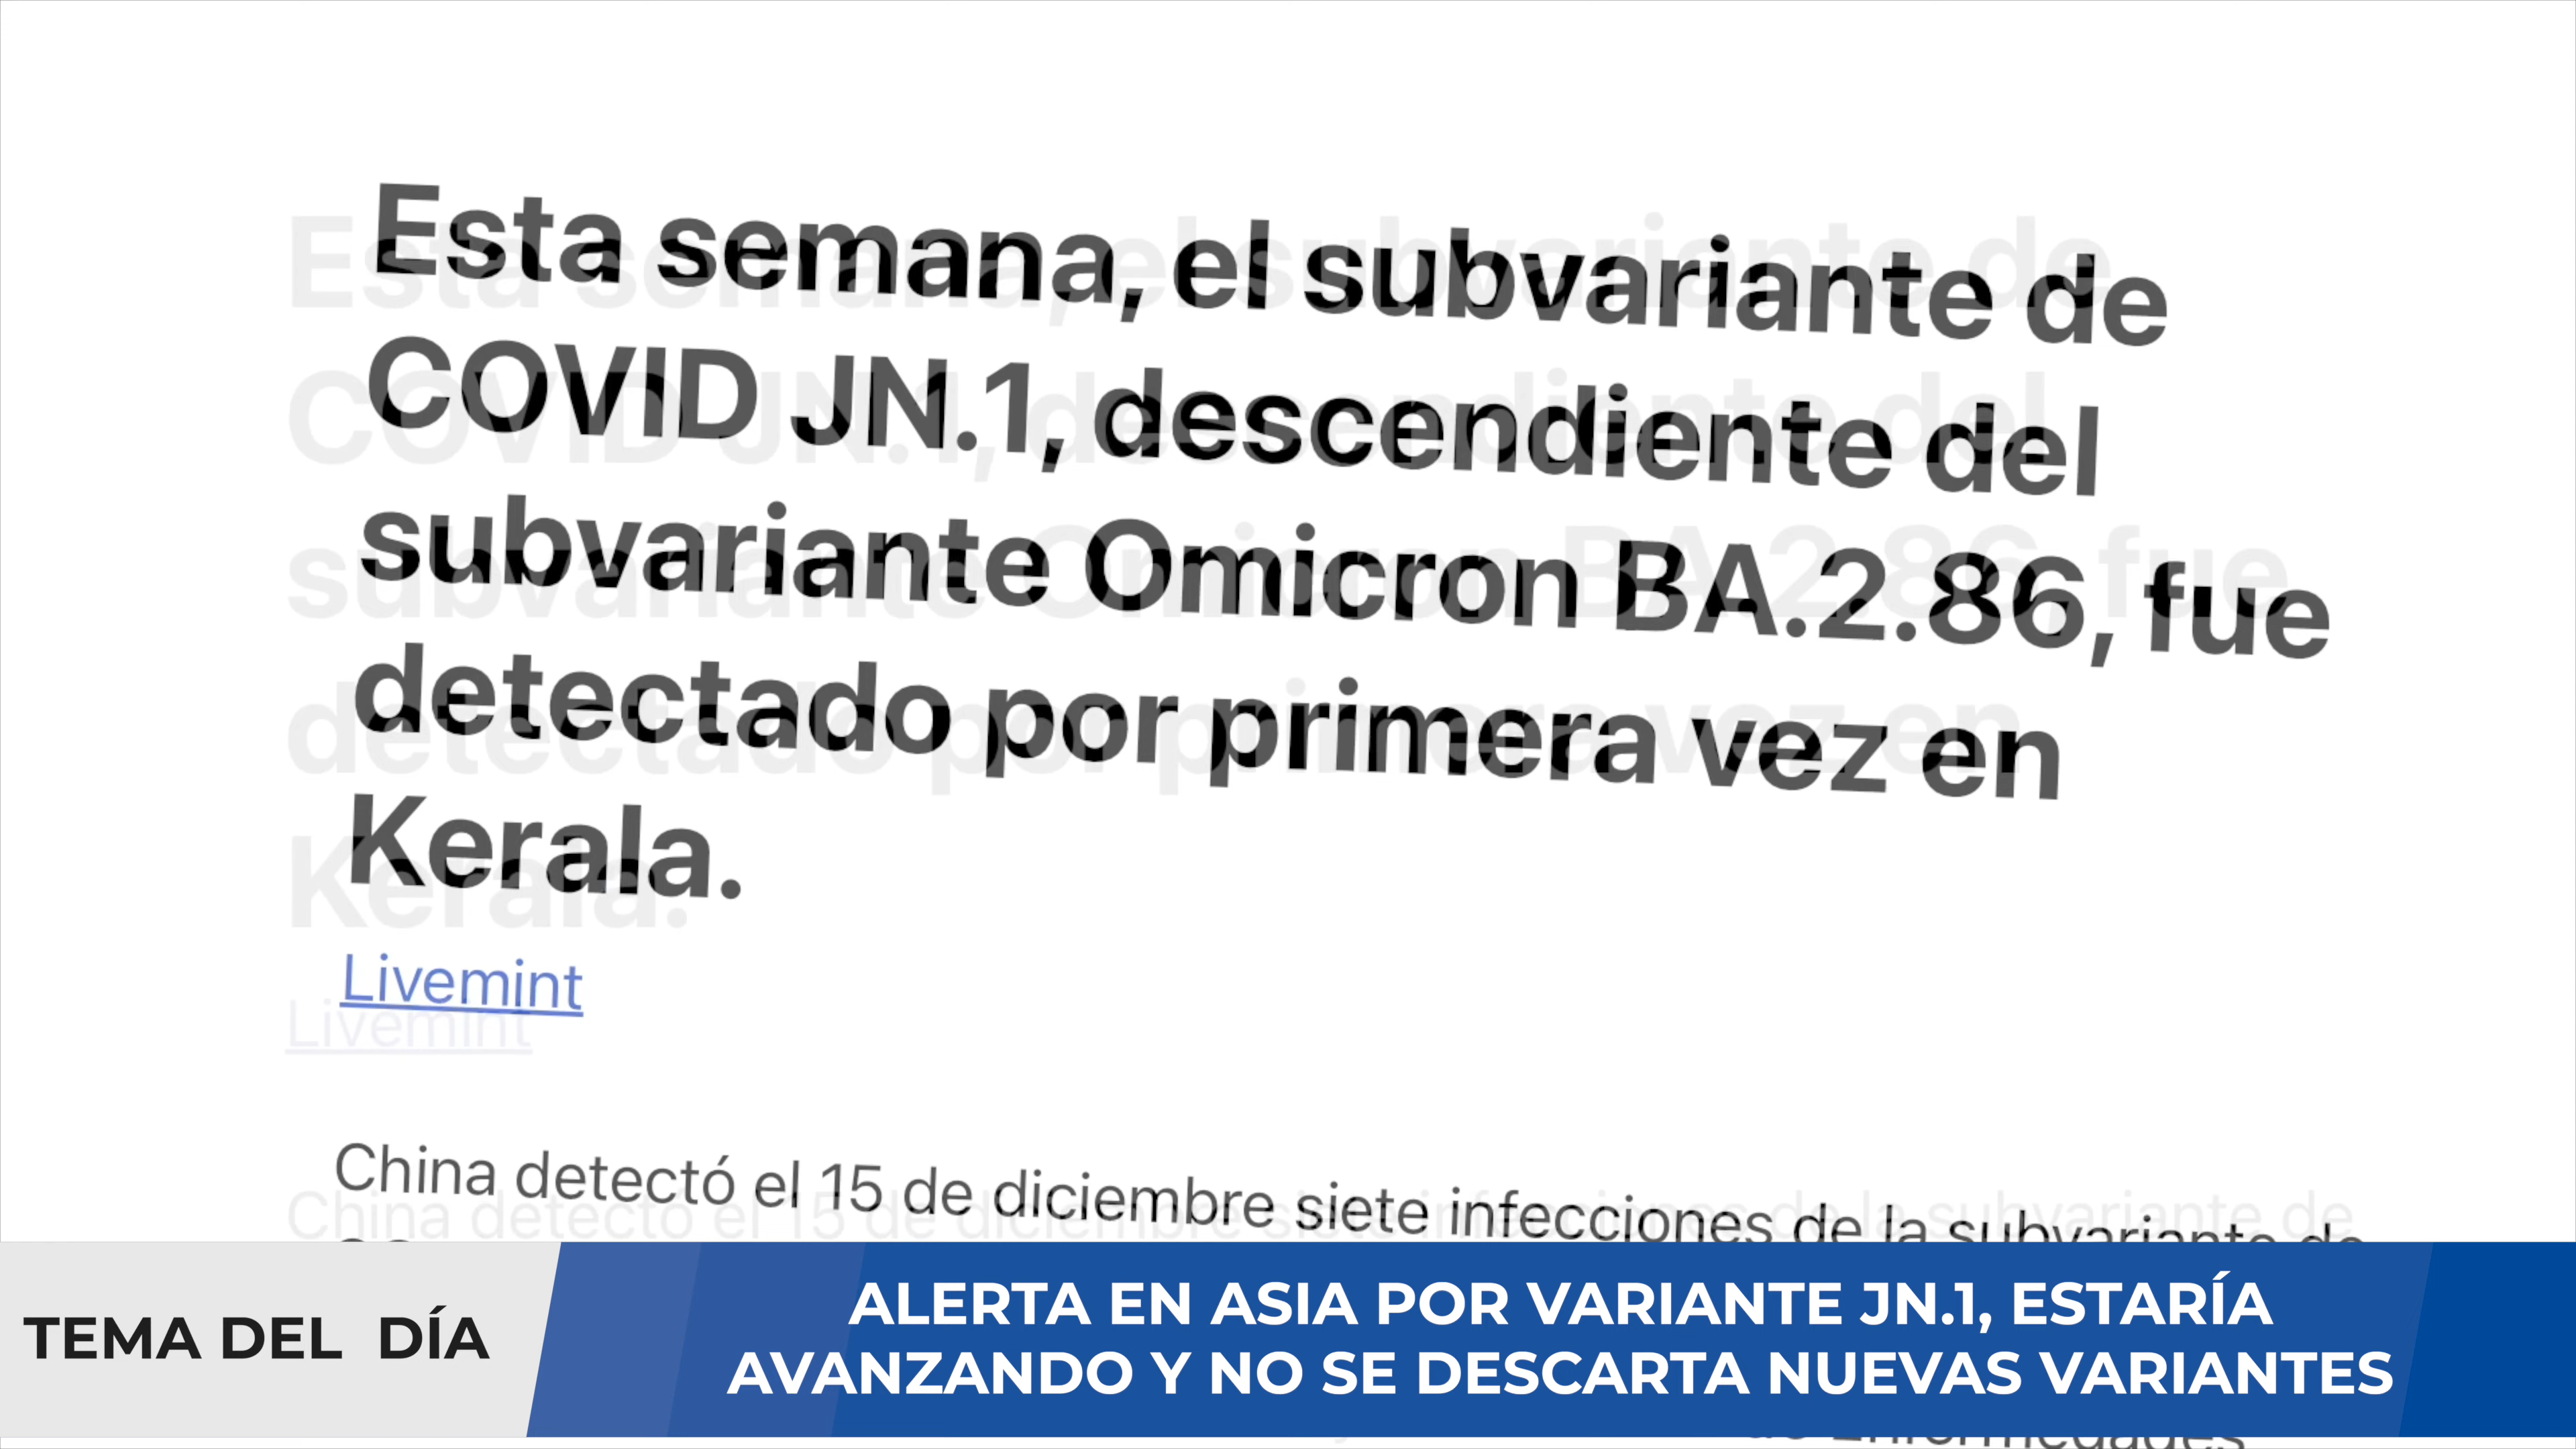 Esta semana, el subvariante de
COVID JN.1, descendiente del
subvariante Omicron BA.2.86, fue
detectado por primera vez en
Kerala.
Livemint
China detectó el 15 de diciembre siete infecciones de la subvariante de
TEMA DEL DÍA
ALERTA EN ASIA POR VARIANTE JN.1, ESTARÍA
AVANZANDO Y NO SE DESCARTA NUEVAS VARIANTES